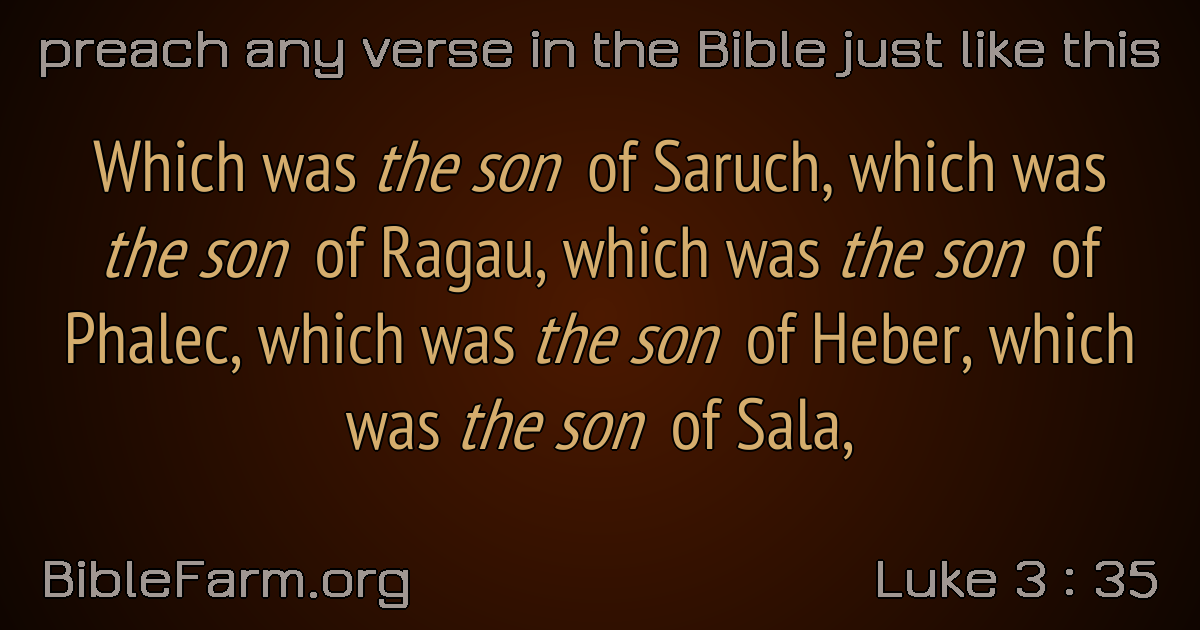 preach any verse in the Bible just like this
Which was the son of Saruch, which was
the son of Ragau, which was the son of
Phalec, which was the son of Heber, which
was the son of Sala,
BibleFarm.org
Luke 3 : 35